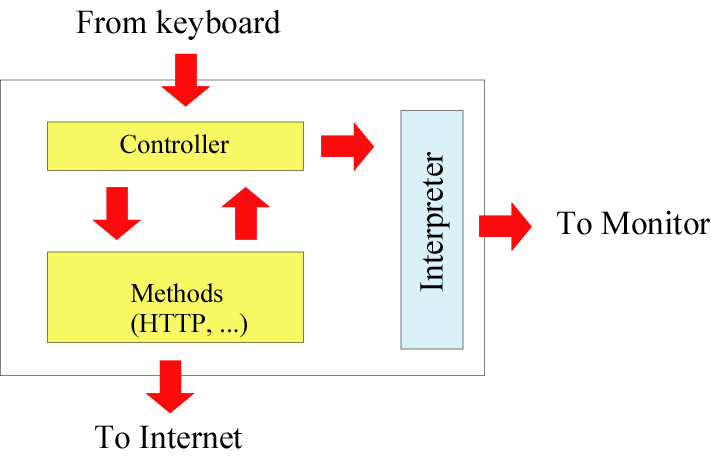 From keyboard
Controller
Interpreter
To Monitor
Methods
(HTTP, ...)
To Internet